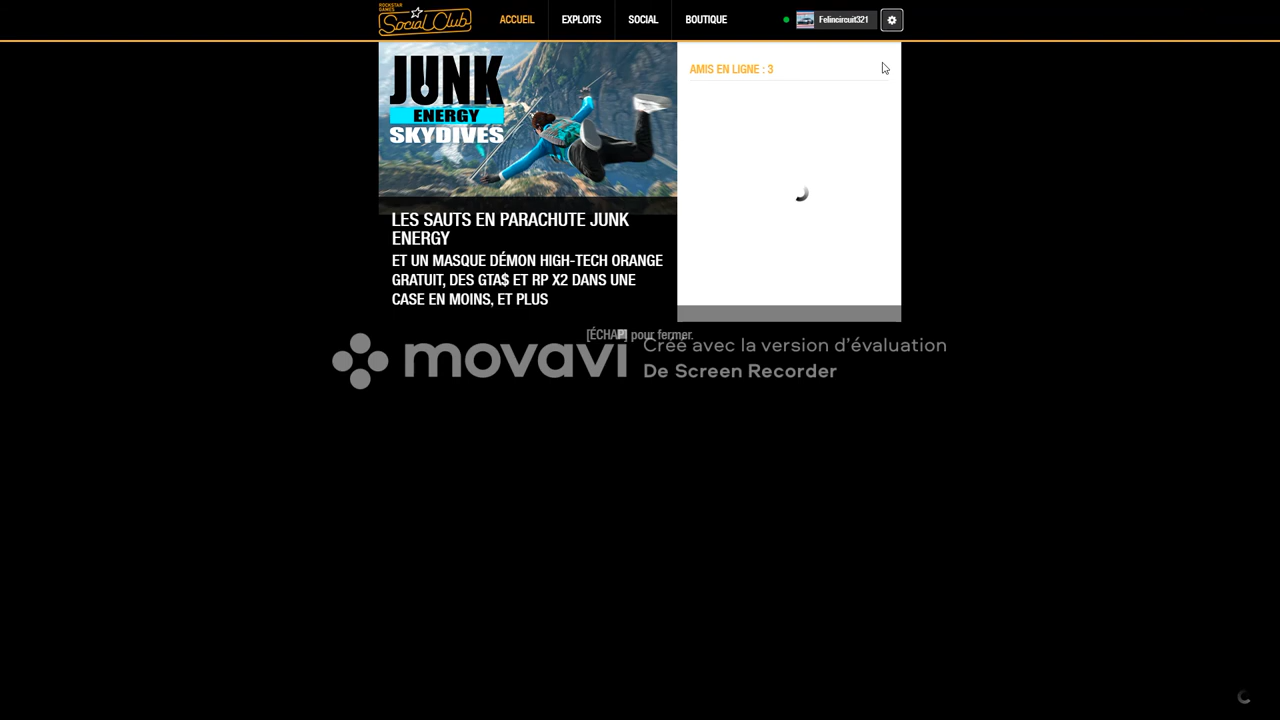 ROCKSTAR
GAMES
Social Club
ACCUEIL
EXPLOITS
SOCIAL
BOUTIQUE
Felincircuit321
JUNK
ENERGY
SKYDIVES
AMIS EN LIGNE : 3
LES SAUTS EN PARACHUTE JUNK
ENERGY
ET UN MASQUE DÉMON HIGH-TECH ORANGE
GRATUIT, DES GTA$ ET RP X2 DANS UNE
CASE EN MOINS, ET PLUS
[ÉCHAP] pour fermer.
movavi
Créé avec la version d'évaluation
De Screen Recorder